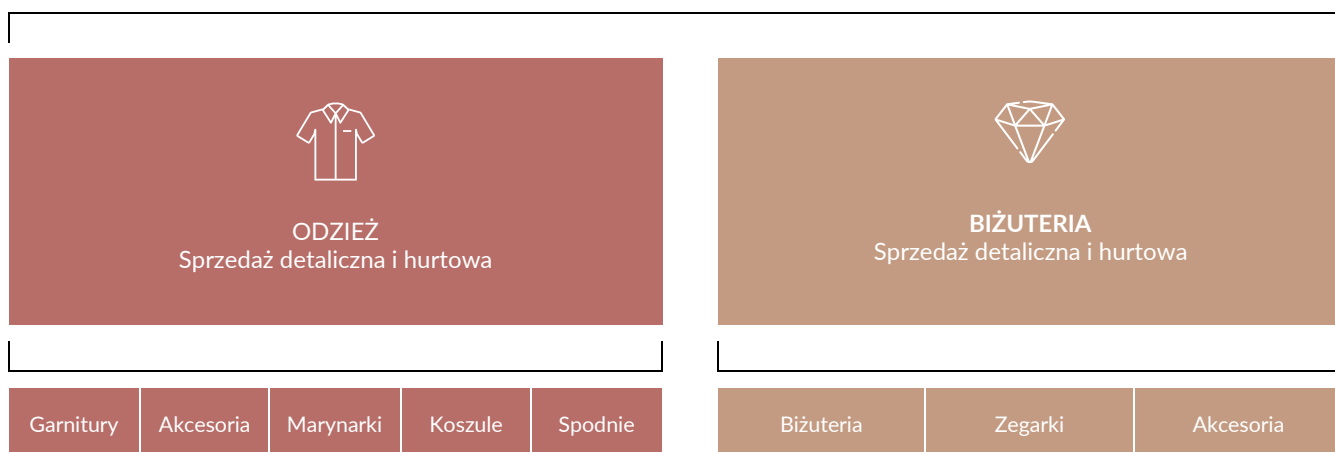 ODZIEŻ
Sprzedaż detaliczna i hurtowa
BIŻUTERIA
Sprzedaż detaliczna i hurtowa
Garnitury
Akcesoria
Marynarki
Koszule
Spodnie
Biżuteria
Zegarki
Akcesoria